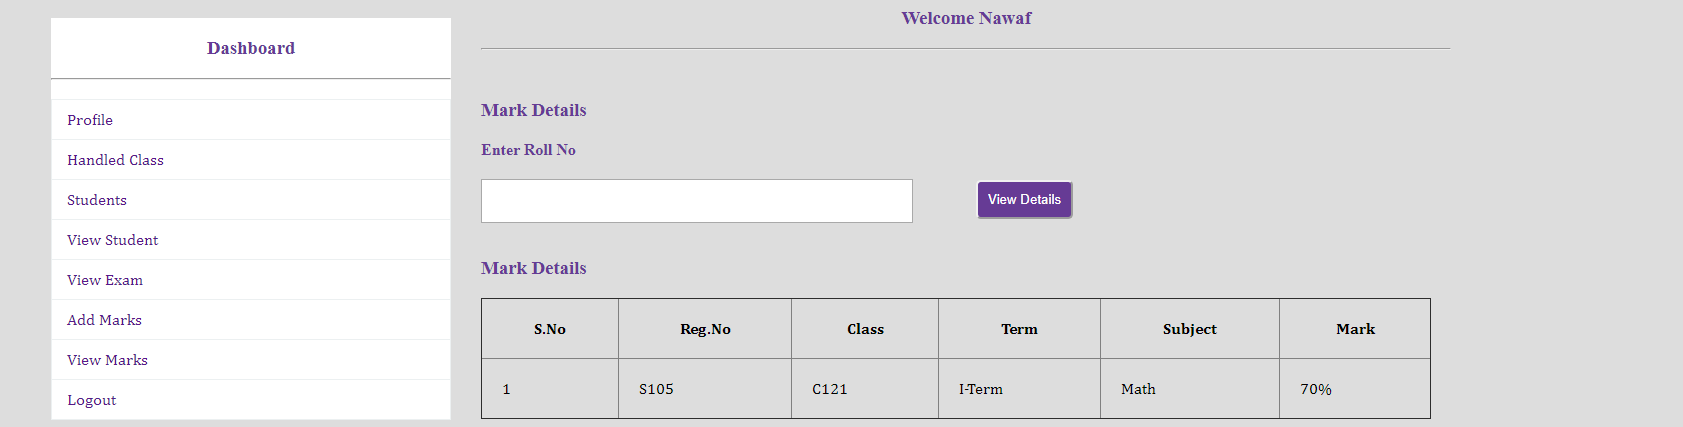 Dashboard
Profile
Handled Class
Students
View Student
View Exam
Add Marks
View Marks
Logout
Welcome Nawaf
Mark Details
Enter Roll No
View Details
Mark Details
S.No Reg.No Class Term Subject Mark
1 S105 C121 I-Term Math 70%